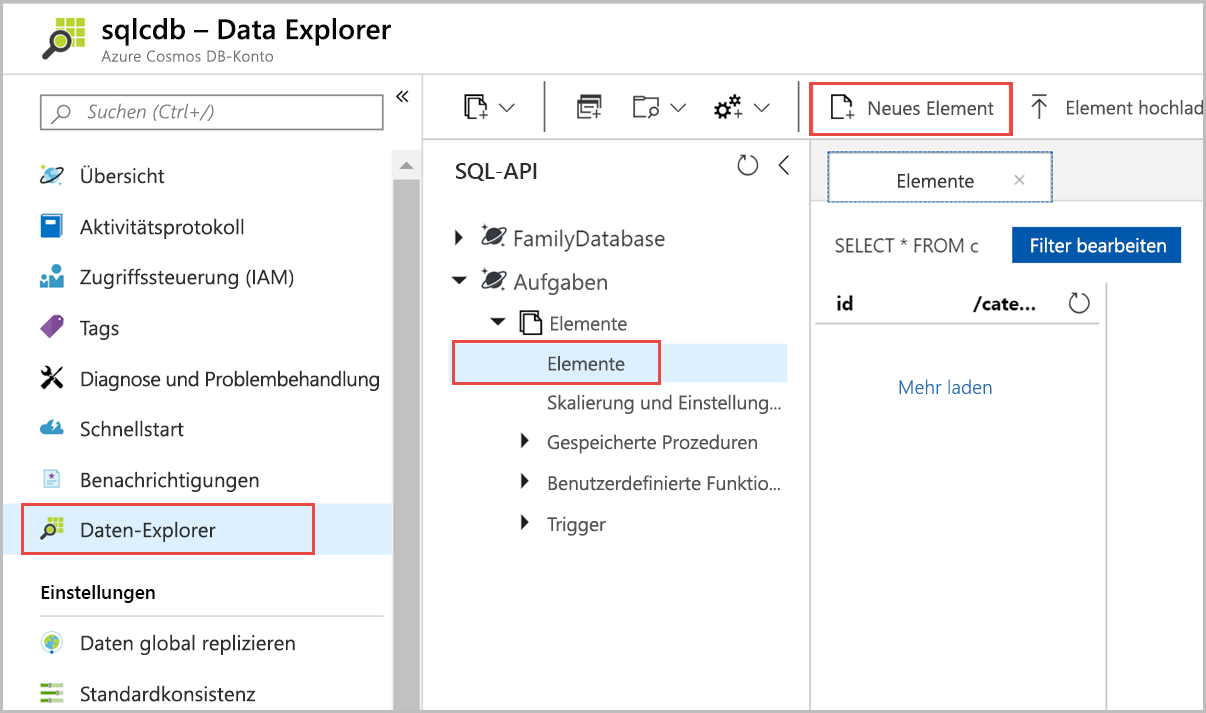 sqlcdb – Data Explorer
Azure Cosmos DB-Konto
Suchen (Ctrl+/)
«
Übersicht
Aktivitätsprotokoll
Zugriffssteuerung (IAM)
Tags
Diagnose und Problembehandlung
Schnellstart
Benachrichtigungen
Daten-Explorer
Einstellungen
Daten global replizieren
Standardkonsistenz
Neues Element
Element hochlad
SQL-API
FamilyDatabase
Aufgaben
Elemente
Elemente
Skalierung und Einstellung...
Gespeicherte Prozeduren
Benutzerdefinierte Funktio...
Trigger
Elemente
SELECT * FROM c
Filter bearbeiten
id /cate...
Mehr laden